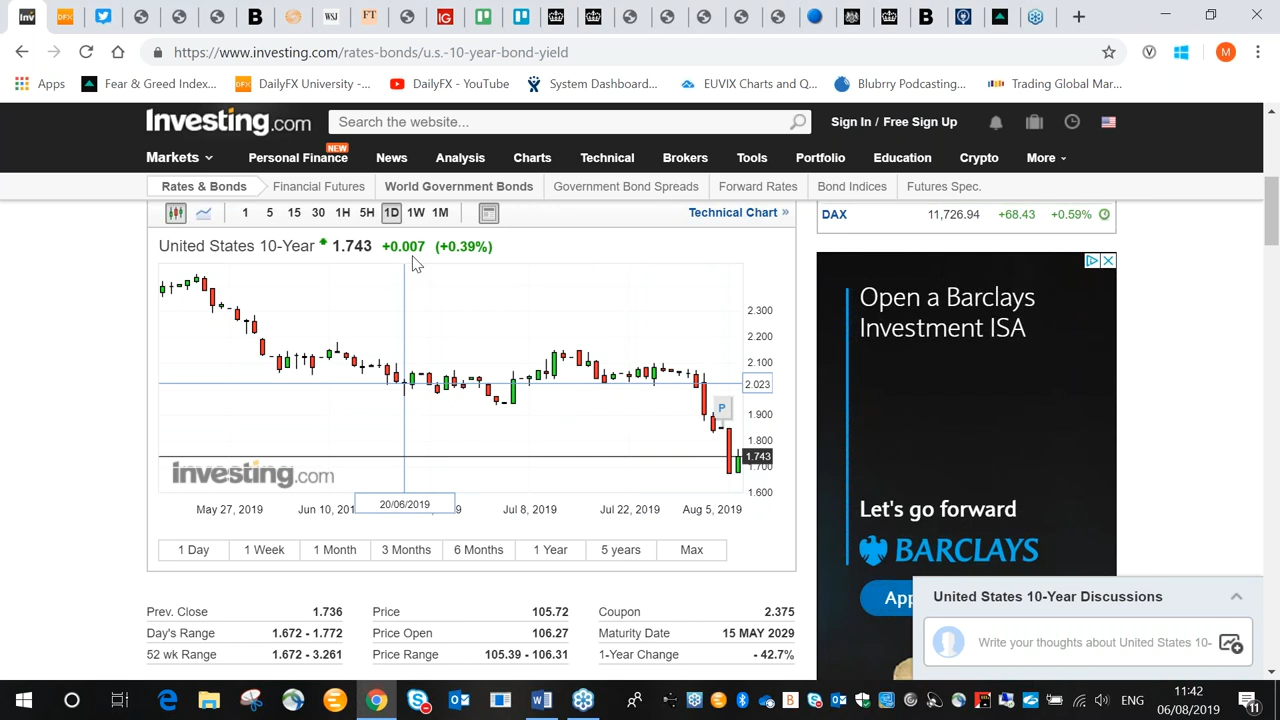 Inv DFX B WSJ FT IG B
https://www.investing.com/rates-bonds/u.s.-10-year-bond-yield M
Apps Fear & Greed Index... DFX DailyFX University -... DailyFX - YouTube System Dashboard... EUVIX Charts and Q... Blubrry Podcasting... Trading Global Mar...
Investing.com Search the website... Sign In / Free Sign Up
NEW
Markets Personal Finance News Analysis Charts Technical Brokers Tools Portfolio Education Crypto More
Rates & Bonds Financial Futures World Government Bonds Government Bond Spreads Forward Rates Bond Indices Futures Spec.
1 5 15 30 1H 5H 1D 1W 1M Technical Chart »
DAX 11,726.94 +68.43 +0.59%
United States 10-Year 1.743 +0.007 (+0.39%)
2.300
2.200
2.100
2.023
1.900
1.800
1.743
1.700
1.600
P
Investing.com
20/06/2019
May 27, 2019 Jun 10, 201 9 Jul 8, 2019 Jul 22, 2019 Aug 5, 2019
1 Day 1 Week 1 Month 3 Months 6 Months 1 Year 5 years Max
Prev. Close 1.736 Price 105.72 Coupon 2.375
Day's Range 1.672 - 1.772 Price Open 106.27 Maturity Date 15 MAY 2029
52 wk Range 1.672 - 3.261 Price Range 105.39 - 106.31 1-Year Change - 42.7%
Open a Barclays
Investment ISA
Let's go forward
BARCLAYS
App
United States 10-Year Discussions
Write your thoughts about United States 10-
ENG 11:42
06/08/2019 11